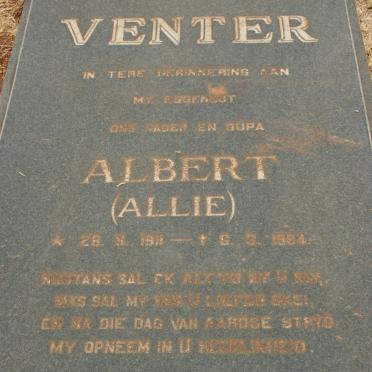 VENTER
IN TERE HERINNERING AAN
MY EGGENOOT
ONS VADER EN OUPA
ALBERT
(ALLIE)
★ 28. 9. 1911 — † 6. 9. 1984.
NOGTANS SAL EK ALTYD BY U WEES,
NIKS SAL MY VAN U LIEFDE SKEI,
EN NA DIE DAG VAN AARDSE STRYD
MY OPNEEM IN U HEERLIKHEID.